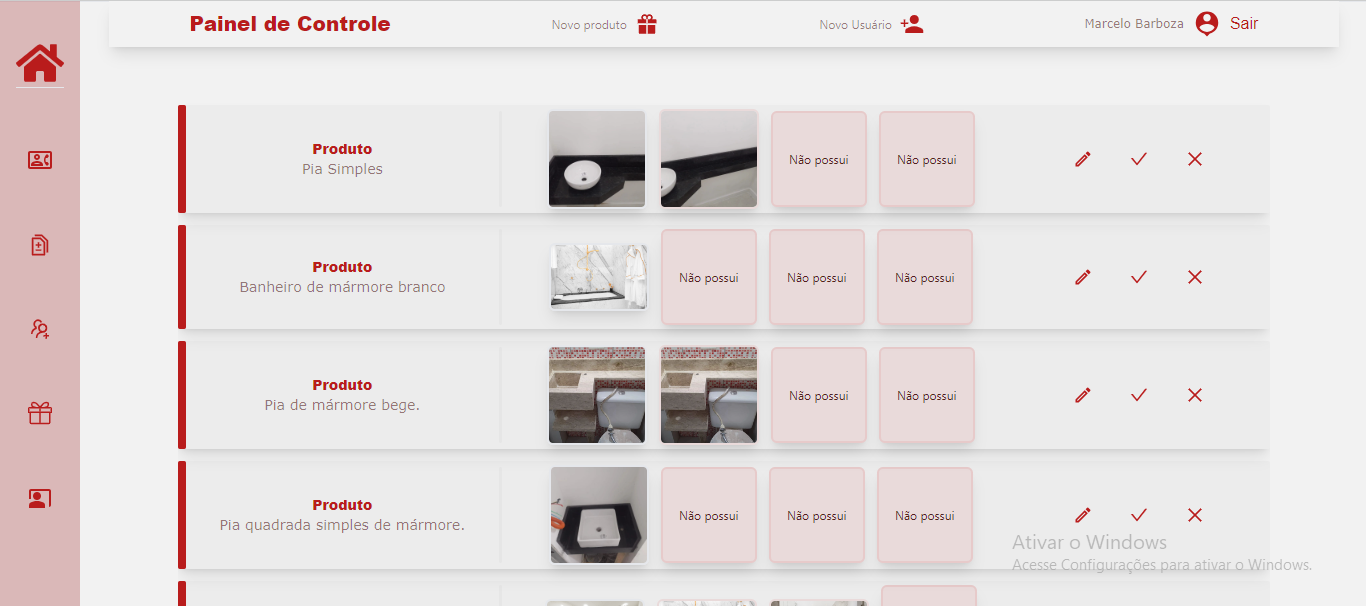 Painel de Controle
Novo produto
Novo Usuário
Marcelo Barboza
Sair
Produto
Pia Simples
Não possui
Não possui
Produto
Banheiro de mármore branco
Não possui
Não possui
Não possui
Produto
Pia de mármore bege.
Não possui
Não possui
Produto
Pia quadrada simples de mármore.
Não possui
Não possui
Não possui
Ativar o Windows
Acesse Configurações para ativar o Windows.